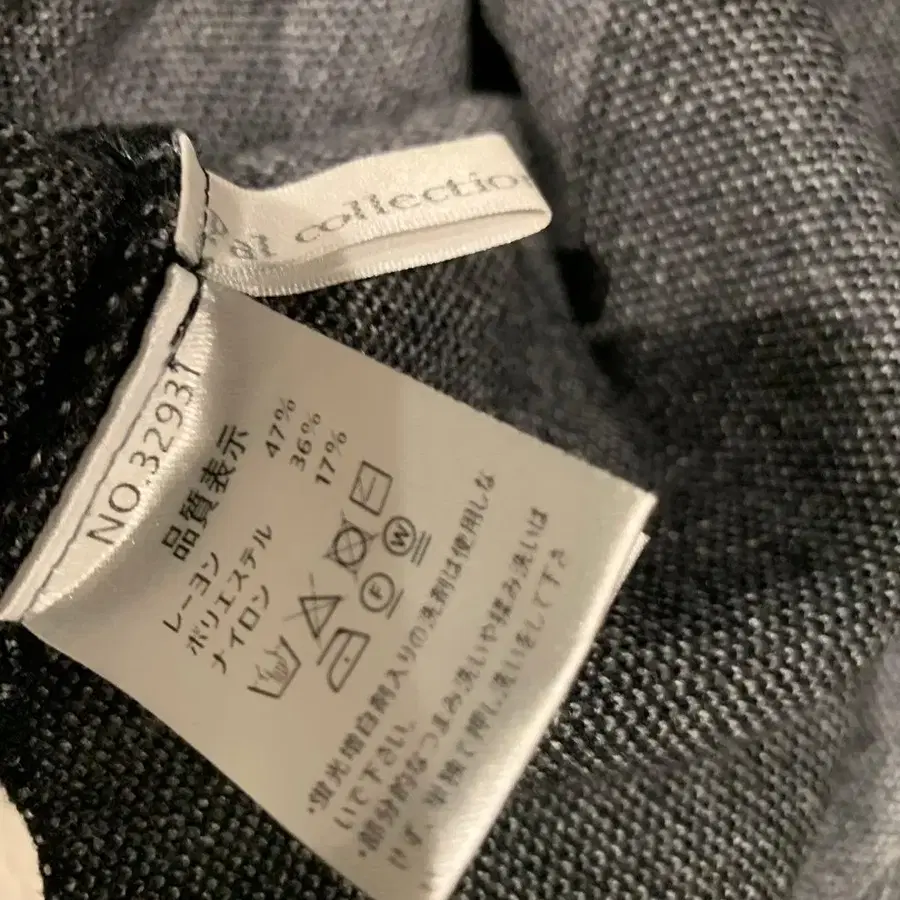 collection
NO.32931
品質表示
レーヨン 47%
ポリエステル 36%
ナイロン 17%
F W
・蛍光増白剤入りの洗剤は使用しな
いで下さい。
・部分的なつまみ洗いや揉み洗いは
せず、単独で押し洗いをして下さ